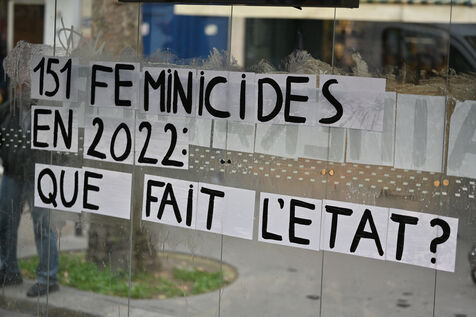 151 FEMINICIDES
EN 2022:
QUE FAIT L'ETAT?